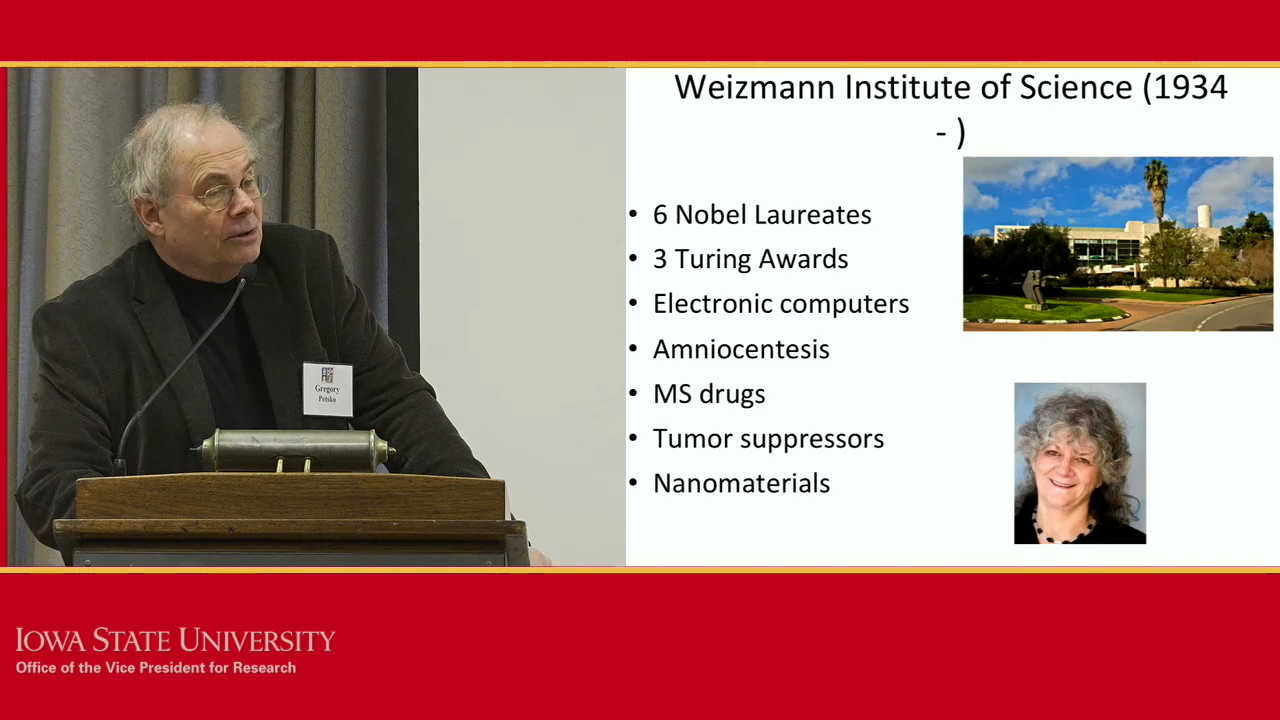 Weizmann Institute of Science (1934
- )
• 6 Nobel Laureates
• 3 Turing Awards
• Electronic computers
• Amniocentesis
• MS drugs
• Tumor suppressors
• Nanomaterials
Gregory
Petsko
IOWA STATE UNIVERSITY
Office of the Vice President for Research